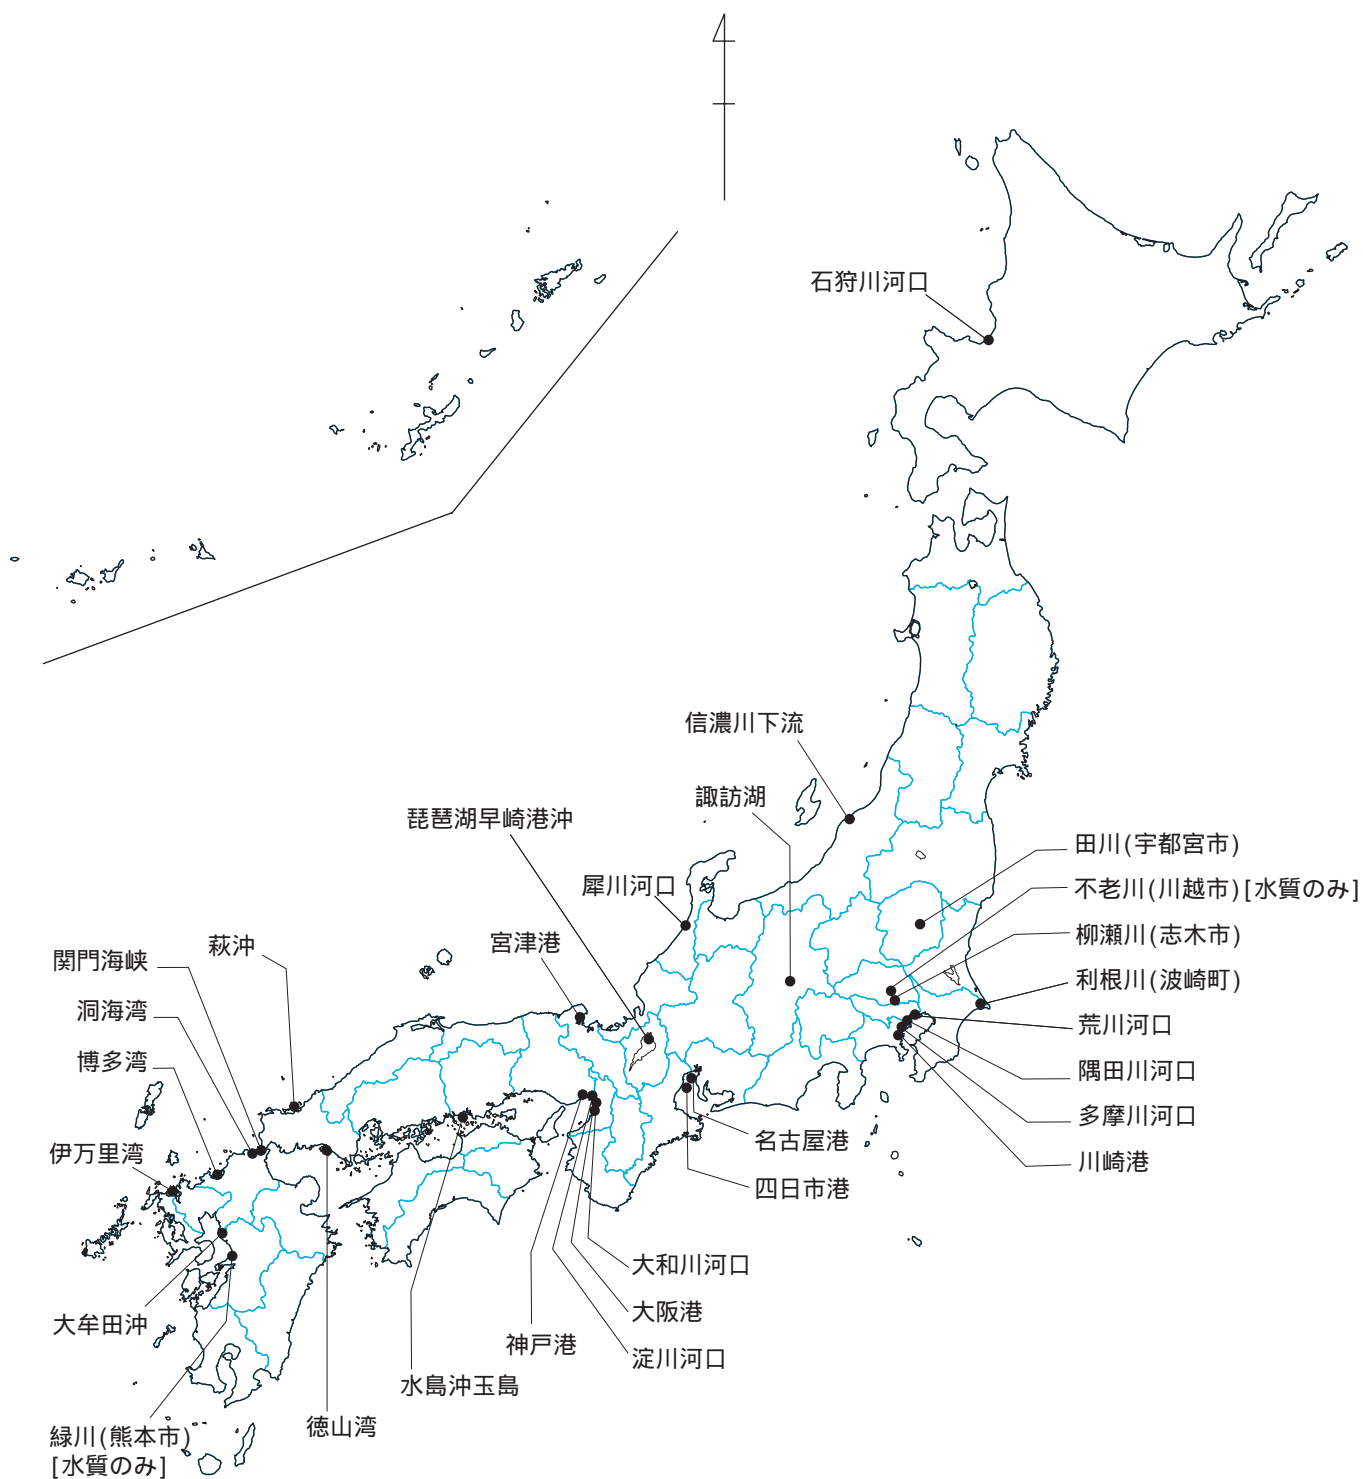 石狩川河口
信濃川下流
諏訪湖
琵琶湖早崎港沖
田川(宇都宮市)
不老川(川越市)[水質のみ]
犀川河口
柳瀬川(志木市)
萩沖
宮津港
関門海峡
利根川(波崎町)
洞海湾
荒川河口
博多湾
隅田川河口
多摩川河口
名古屋港
伊万里湾
川崎港
四日市港
大和川河口
大阪港
大牟田沖
神戸港
淀川河口
水島沖玉島
徳山湾
緑川(熊本市)
[水質のみ]